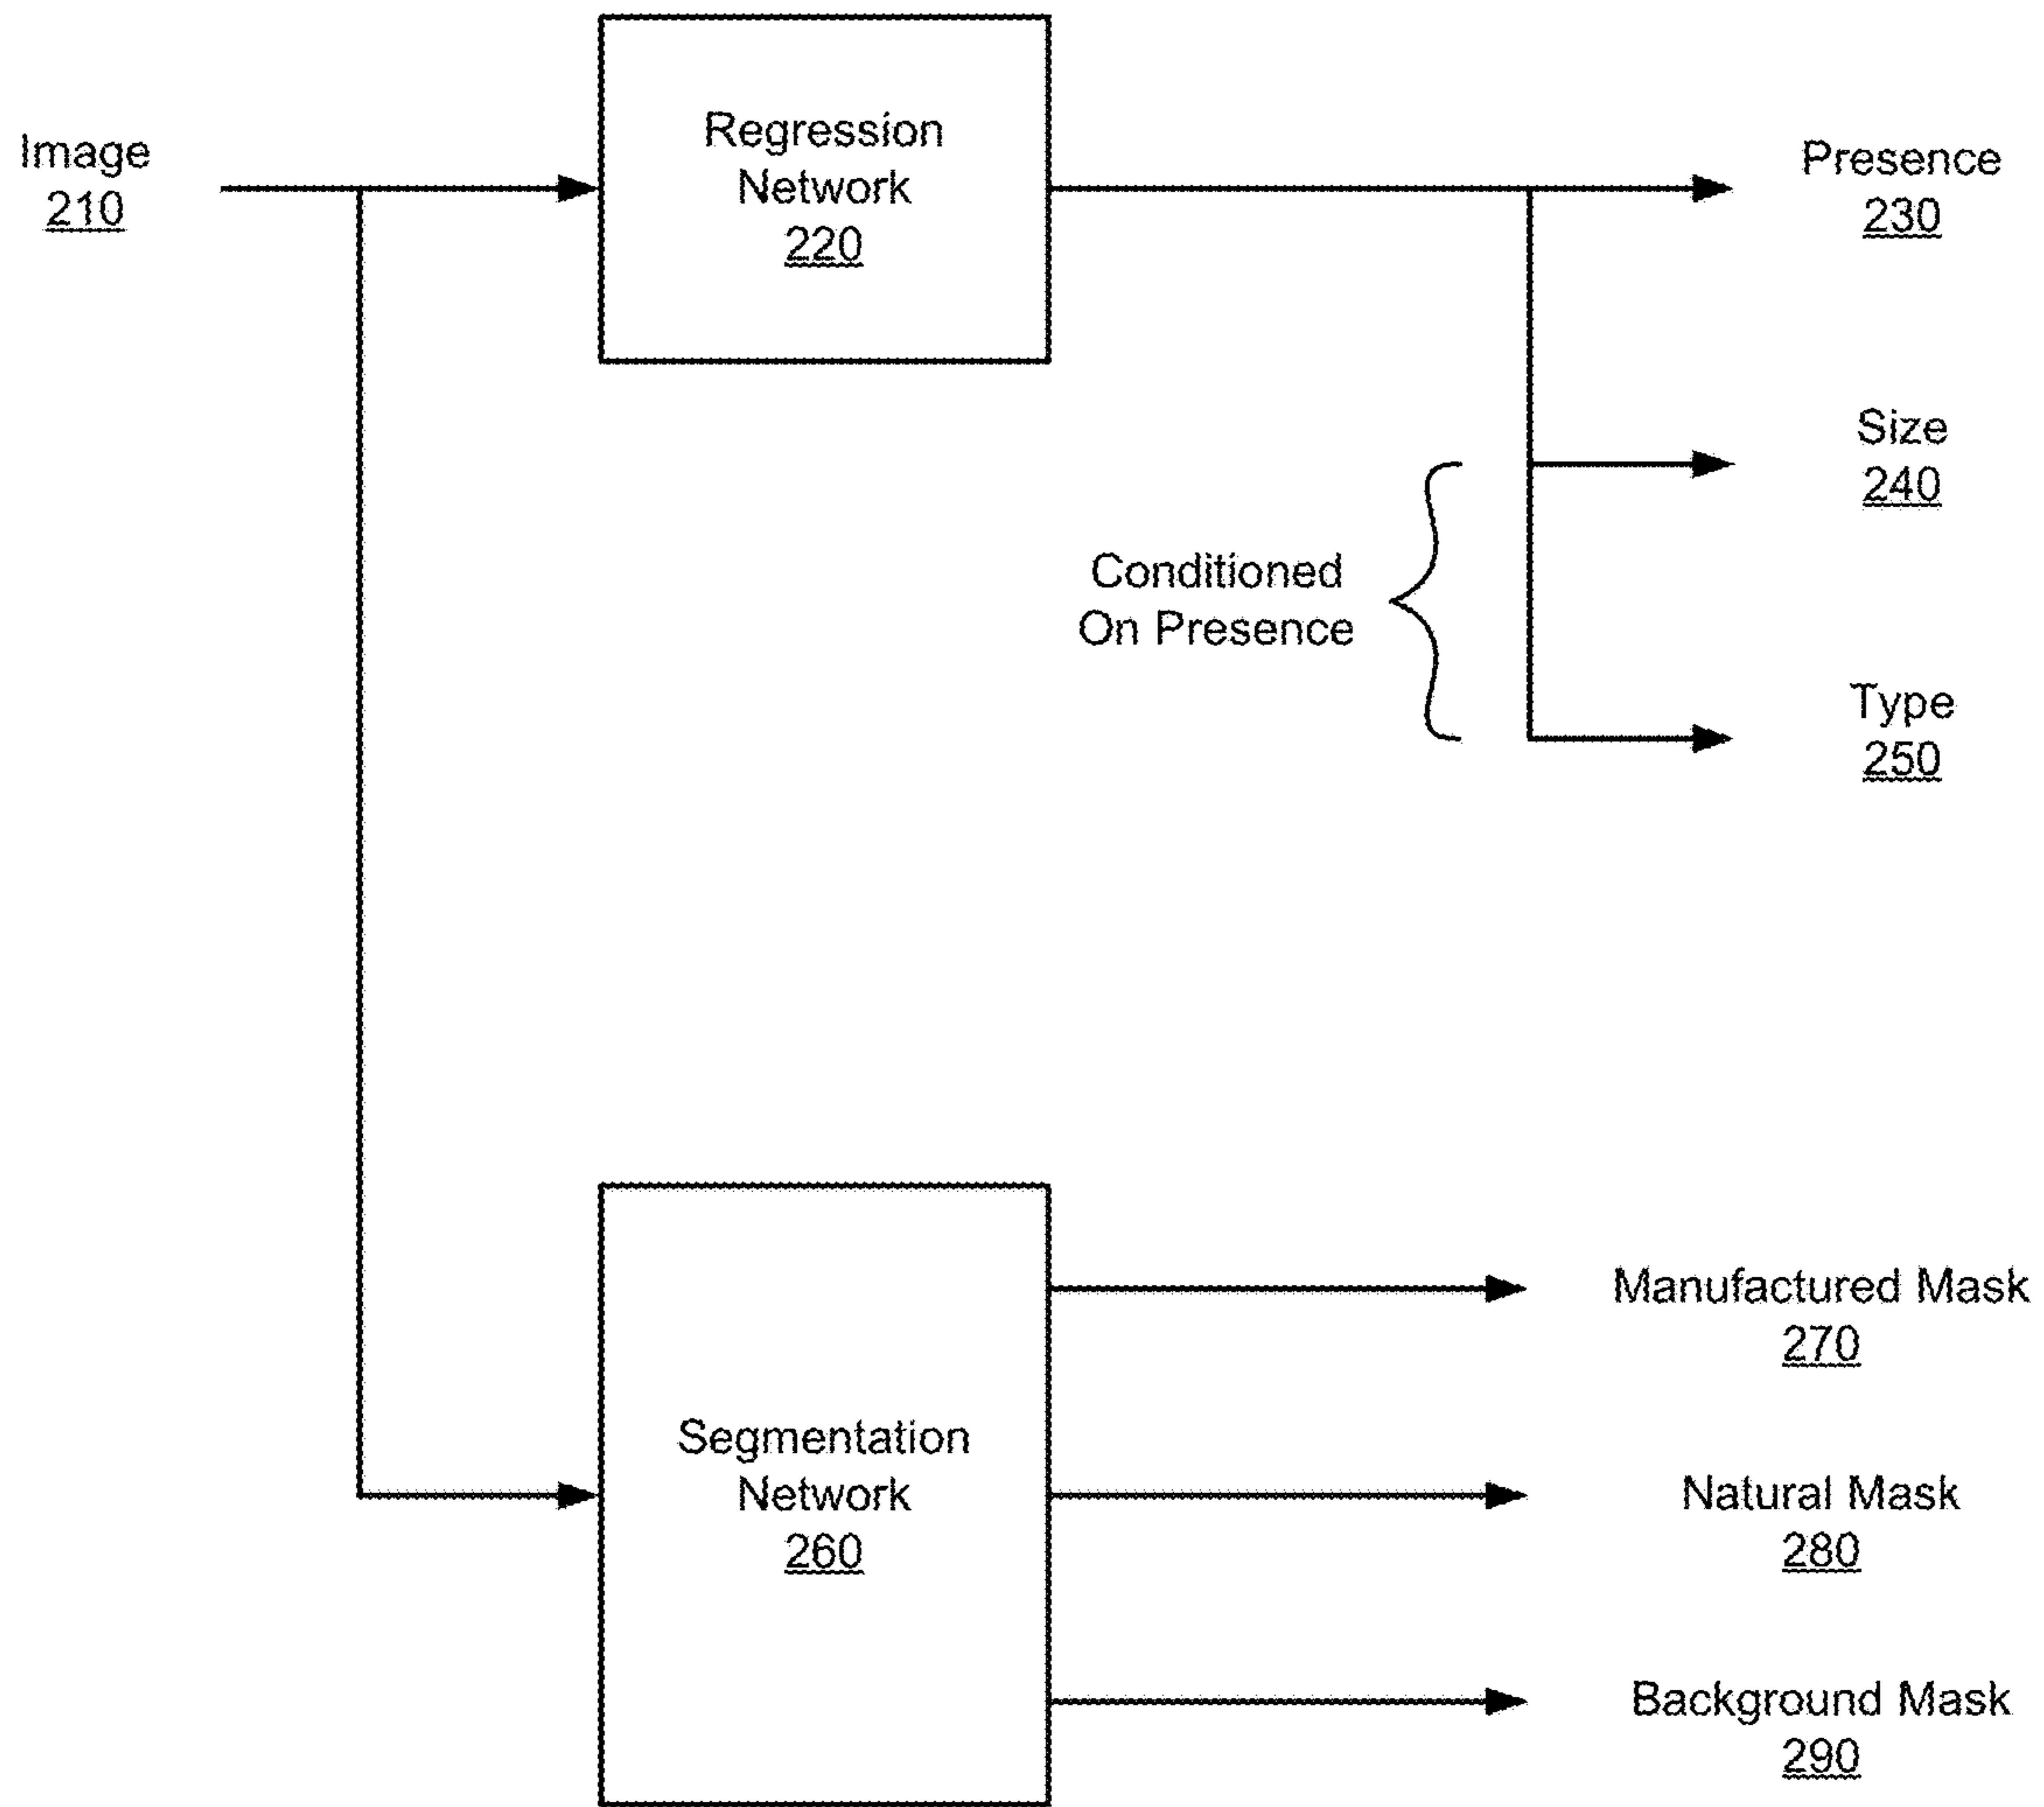 Image
210
Regression
Network
220
Presence
230
Size
240
Conditioned
On Presence
Type
250
Segmentation
Network
260
Manufactured Mask
270
Natural Mask
280
Background Mask
290